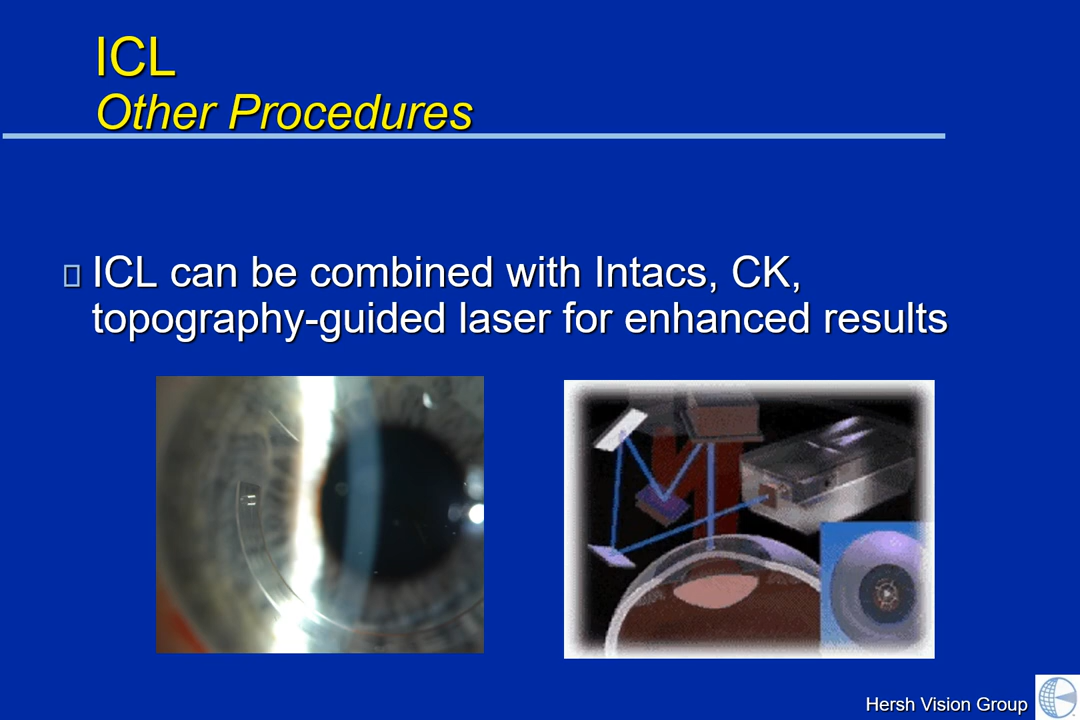 ICL
Other Procedures
ICL can be combined with Intacs, CK,
topography-guided laser for enhanced results
Hersh Vision Group